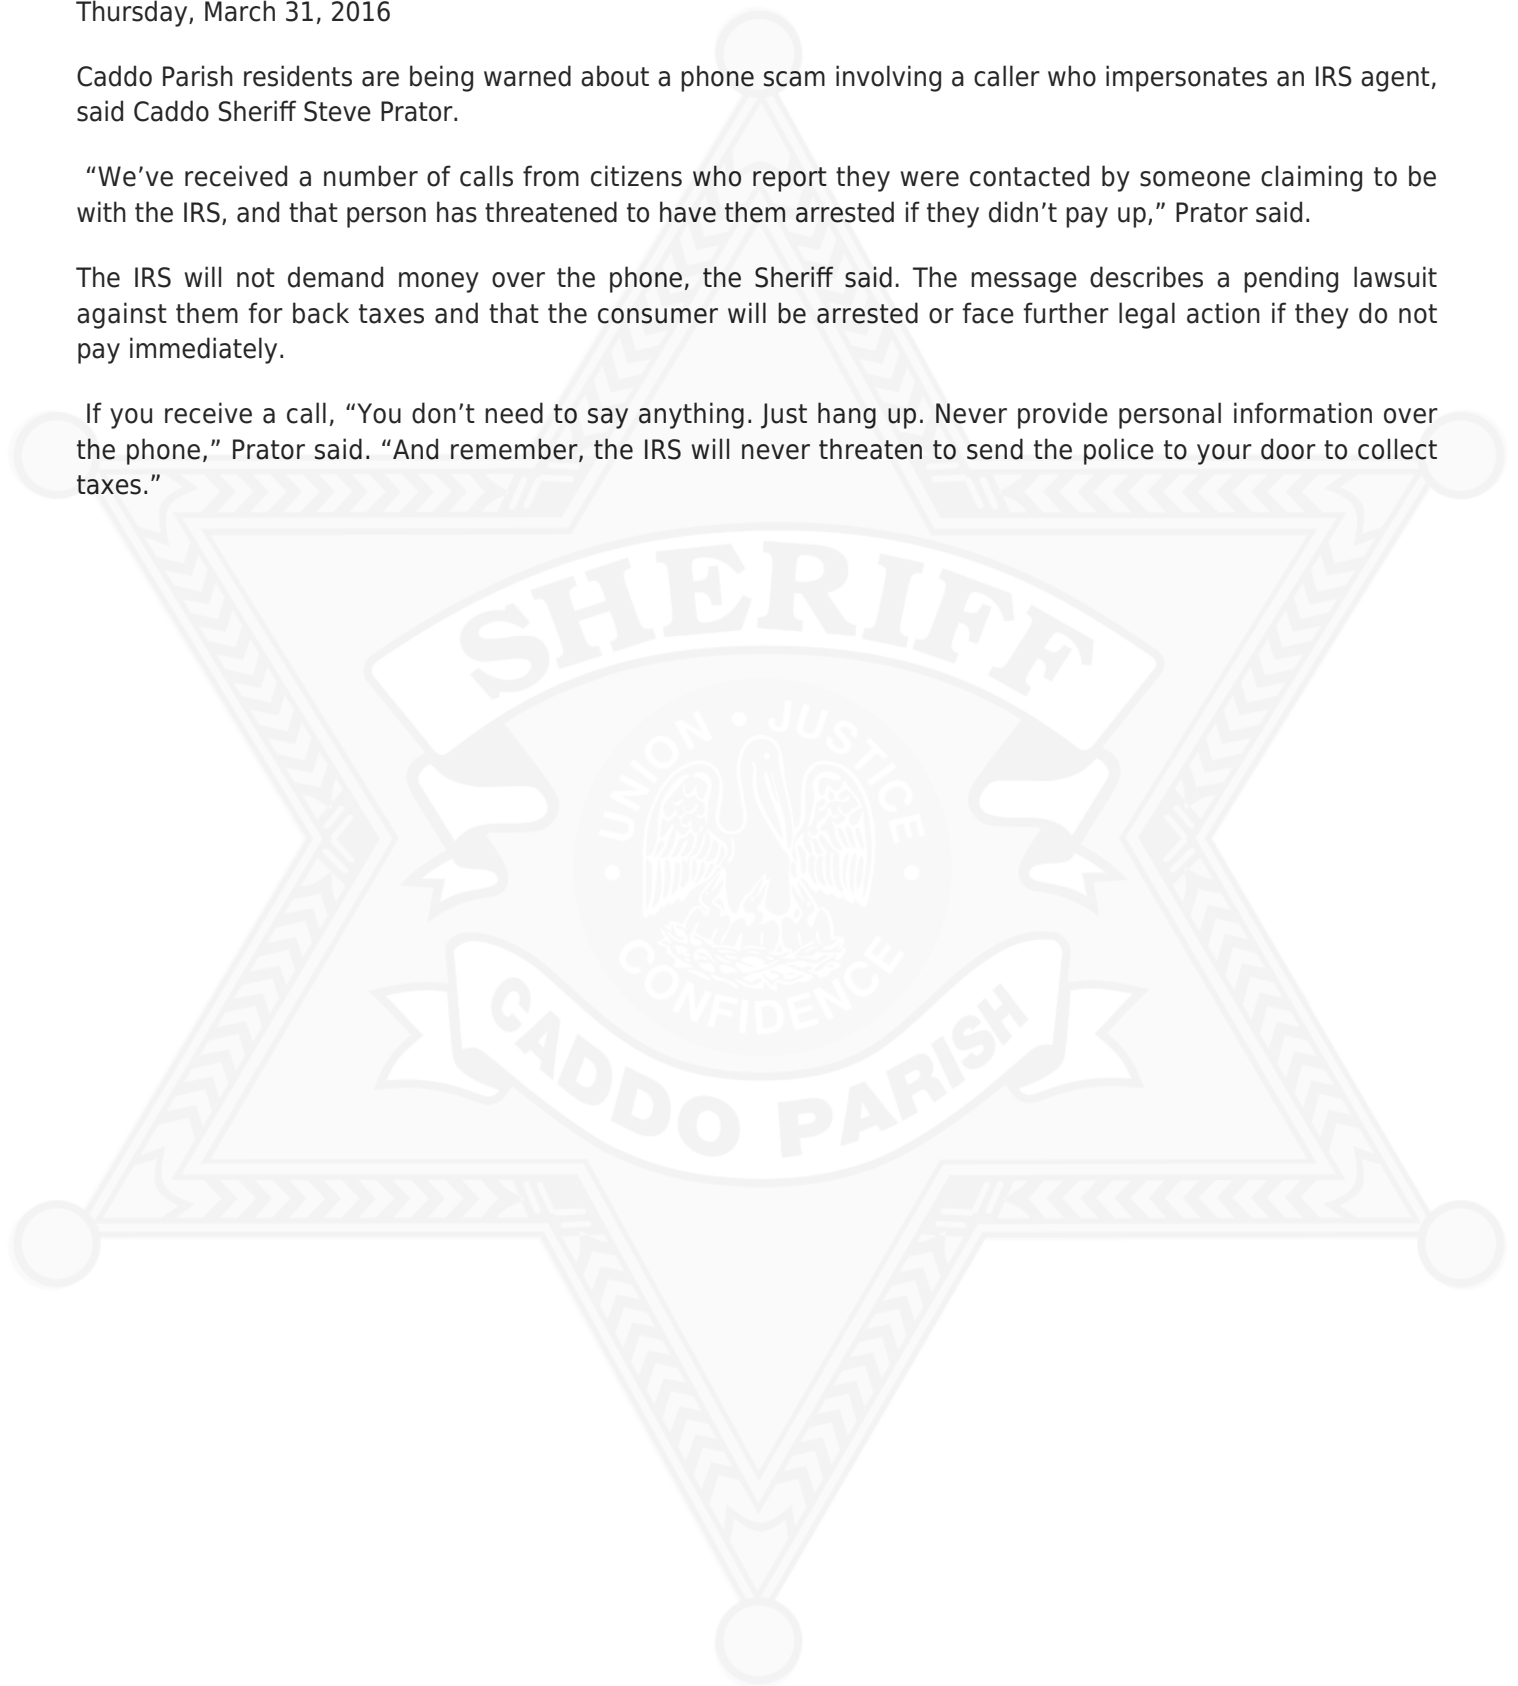 Thursday, March 31, 2016
Caddo Parish residents are being warned about a phone scam involving a caller who impersonates an IRS agent,
said Caddo Sheriff Steve Prator.
“We’ve received a number of calls from citizens who report they were contacted by someone claiming to be
with the IRS, and that person has threatened to have them arrested if they didn’t pay up,” Prator said.
The IRS will not demand money over the phone, the Sheriff said. The message describes a pending lawsuit
against them for back taxes and that the consumer will be arrested or face further legal action if they do not
pay immediately.
If you receive a call, “You don’t need to say anything. Just hang up. Never provide personal information over
the phone,” Prator said. “And remember, the IRS will never threaten to send the police to your door to collect
taxes.”
SHERIFF
UNION • JUSTICE •
• CONFIDENCE
CADDO PARISH